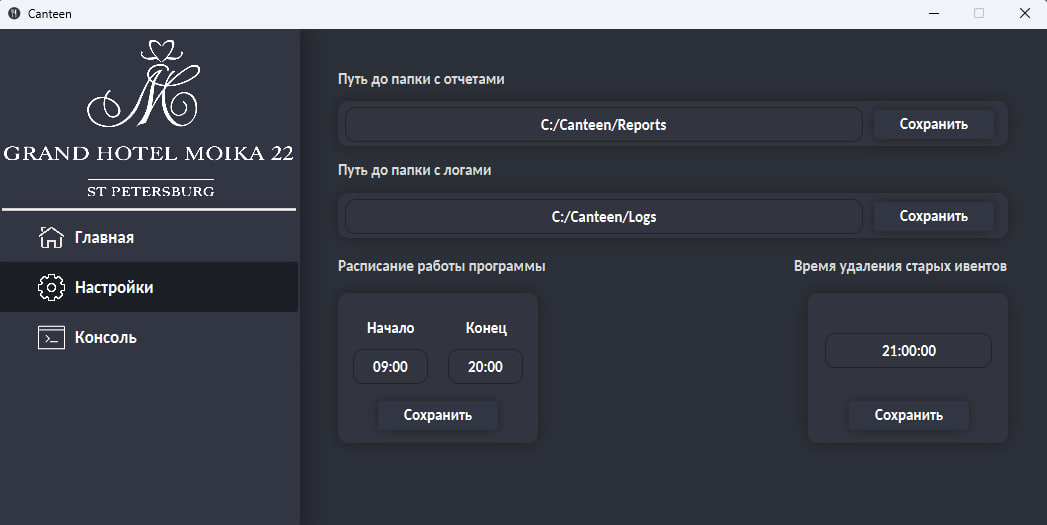 Canteen
GRAND HOTEL MOIKA 22
ST PETERSBURG
Главная
Настройки
Консоль
Путь до папки с отчетами
C:/Canteen/Reports
Сохранить
Путь до папки с логами
C:/Canteen/Logs
Сохранить
Расписание работы программы
Начало
Конец
09:00
20:00
Сохранить
Время удаления старых ивентов
21:00:00
Сохранить